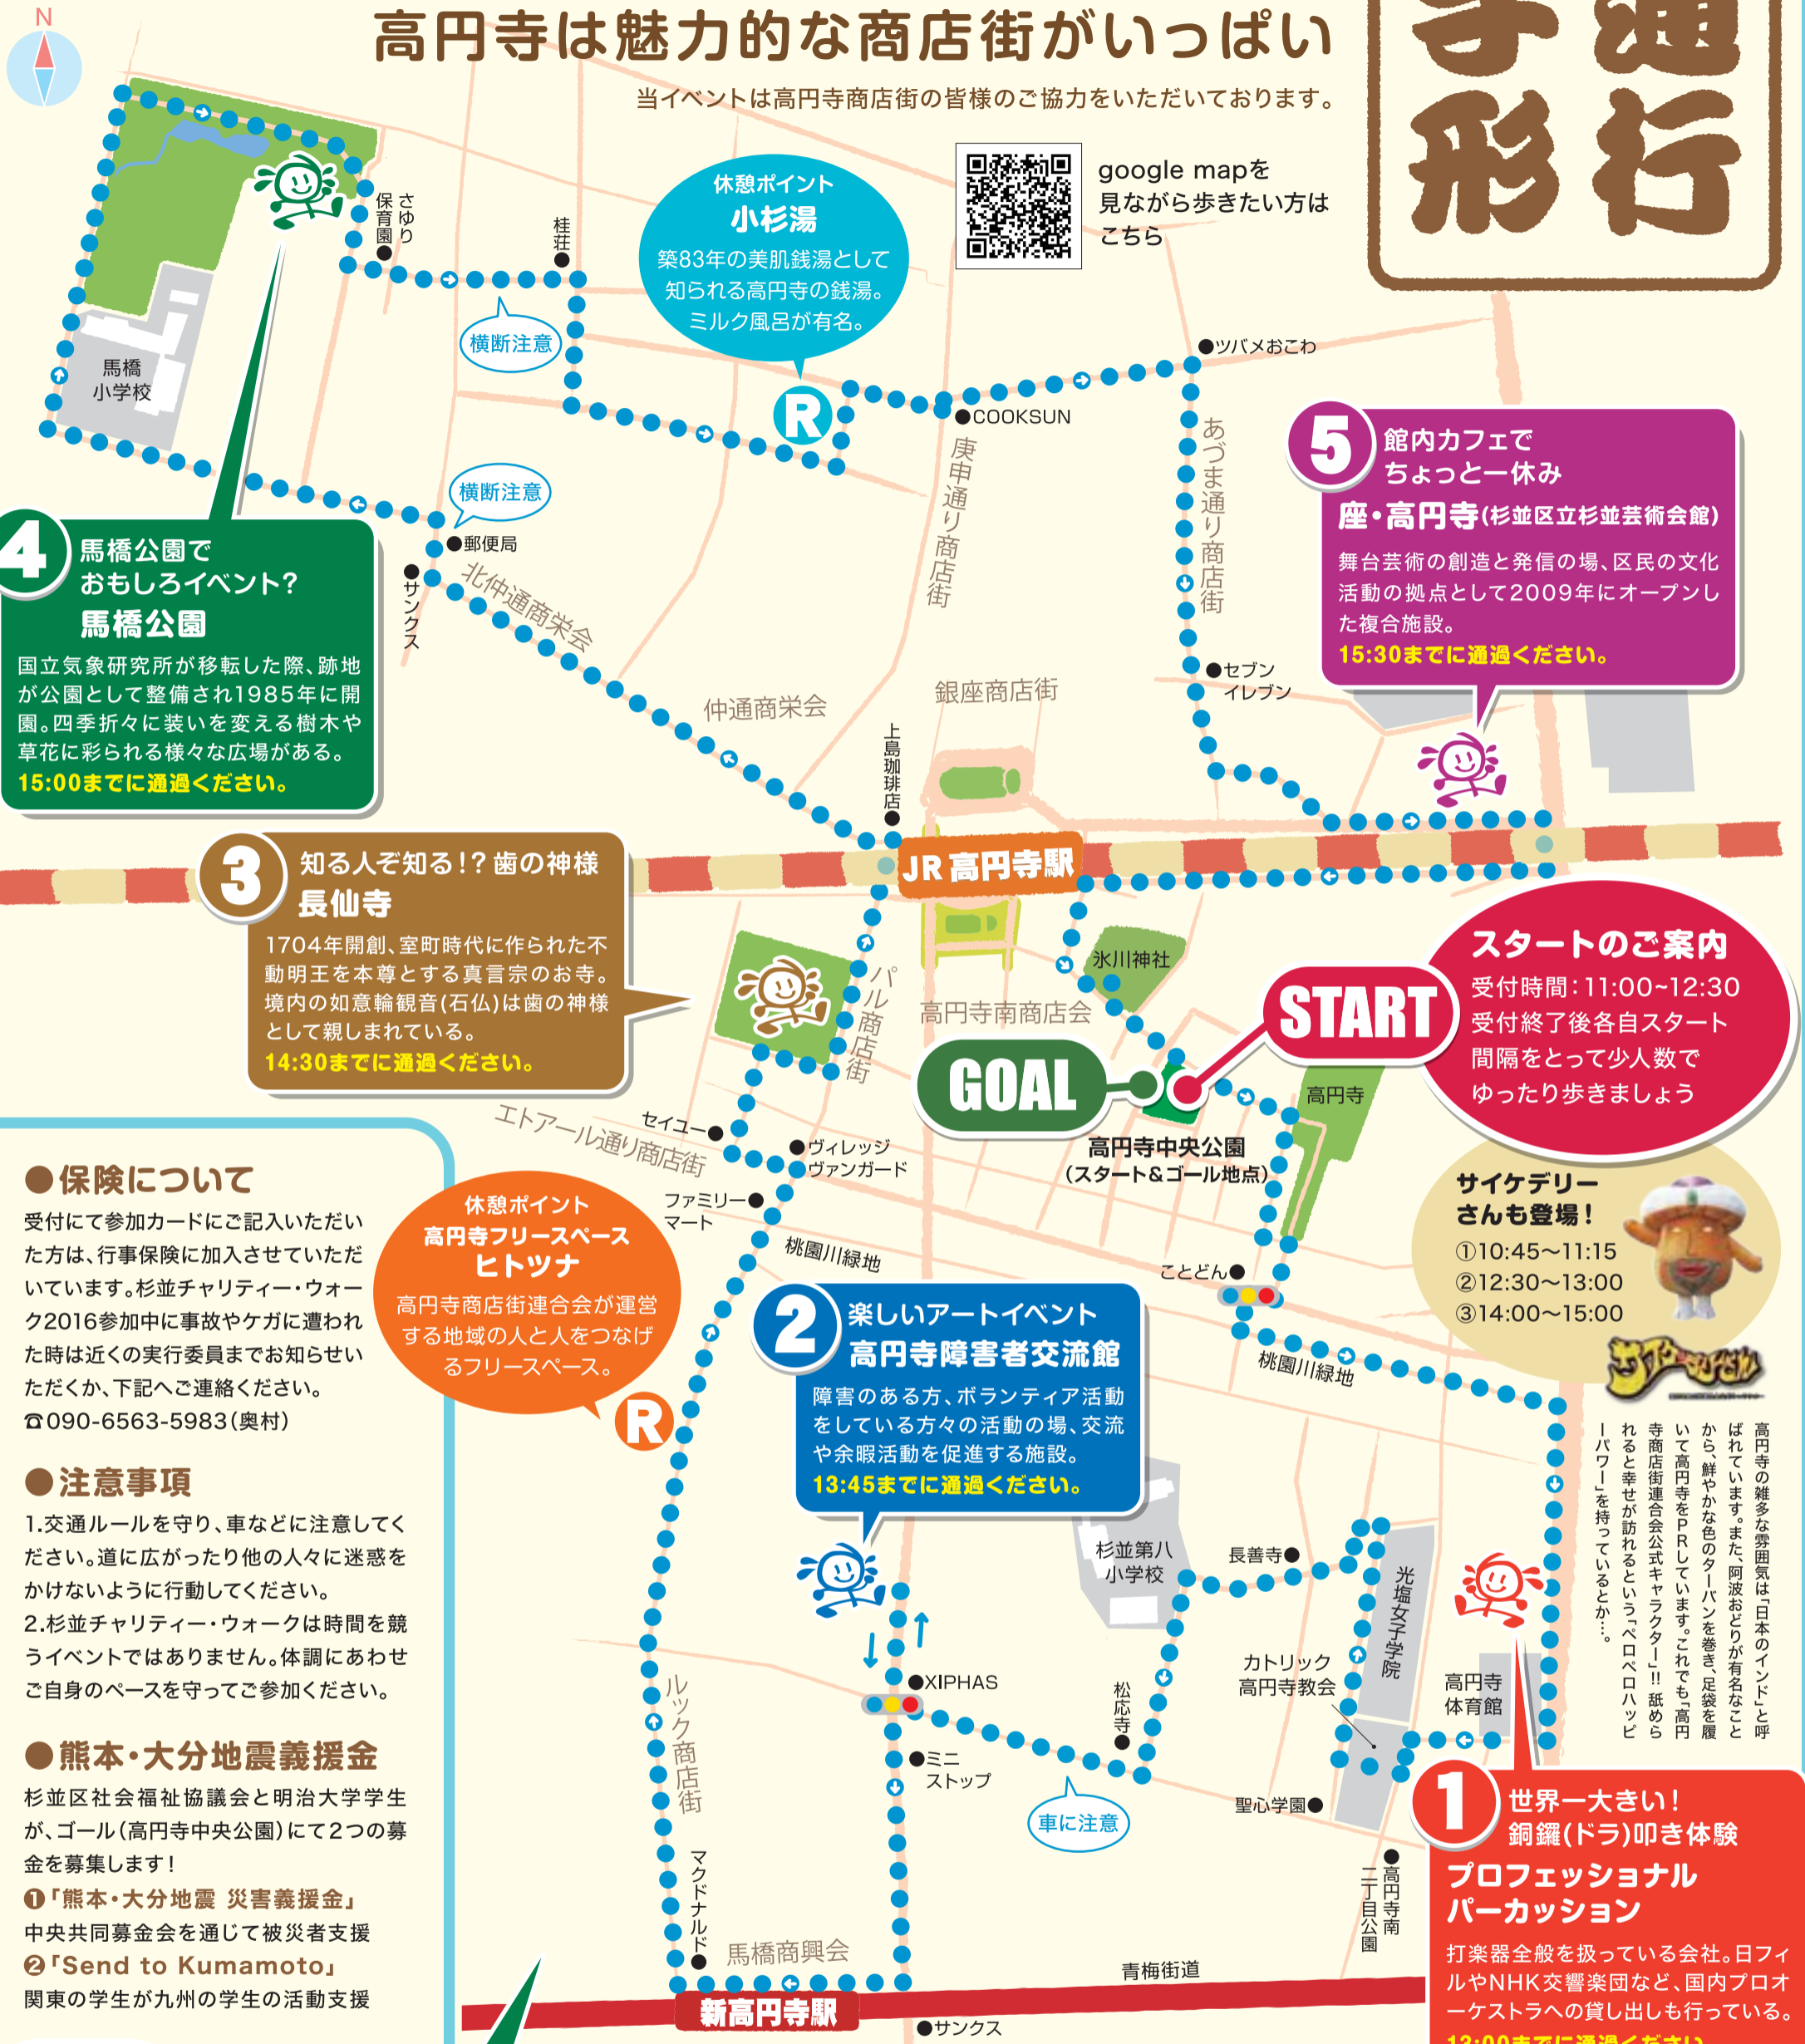 N
高円寺は魅力的な商店街がいっぱい
当イベントは高円寺商店街の皆様のご協力をいただいております。
通行
形
google mapを
見ながら歩きたい方は
こちら
休憩ポイント
小杉湯
築83年の美肌銭湯として
知られる高円寺の銭湯。
ミルク風呂が有名。
R
さゆり
保育園
桂荘
横断注意
馬橋
小学校
横断注意
郵便局
サンクス
北仲通商栄会
仲通商栄会
COOKSUN
庚申通り商店街
ツバメおこわ
あづま通り商店街
セブン
イレブン
銀座商店街
上島珈琲店
5
館内カフェで
ちょっと一休み
座・高円寺(杉並区立杉並芸術会館)
舞台芸術の創造と発信の場、区民の文化
活動の拠点として2009年にオープンし
た複合施設。
15:30までに通過ください。
4
馬橋公園で
おもしろイベント?
馬橋公園
国立気象研究所が移転した際、跡地
が公園として整備され1985年に開
園。四季折々に装いを変える樹木や
草花に彩られる様々な広場がある。
15:00までに通過ください。
3
知る人ぞ知る!?歯の神様
長仙寺
1704年開創、室町時代に作られた不
動明王を本尊とする真言宗のお寺。
境内の如意輪観音(石仏)は歯の神様
として親しまれている。
14:30までに通過ください。
JR 高円寺駅
氷川神社
パル商店街
高円寺南商店会
GOAL
START
スタートのご案内
受付時間:11:00~12:30
受付終了後各自スタート
間隔をとって少人数で
ゆったり歩きましょう
高円寺
高円寺中央公園
(スタート&ゴール地点)
エトアール通り商店街
セイユー
ヴィレッジ
ヴァンガード
ファミリー
マート
桃園川緑地
ことどん
桃園川緑地
サイケデリー
さんも登場!
①10:45~11:15
②12:30~13:00
③14:00~15:00
高円寺の雑多な雰囲気は「日本のインド」と呼
ばれています。また、阿波おどりが有名なこと
から、鮮やかな色のターバンを巻き、足袋を履
いて高円寺をPRしています。これでも「高円
寺商店街連合会公式キャラクター」!! 舐めら
れると幸せが訪れるという「ペロペロハッピ
ーパワー」を持っているとか…。
休憩ポイント
高円寺フリースペース
ヒトツナ
高円寺商店街連合会が運営
する地域の人と人をつなげ
るフリースペース。
R
2
楽しいアートイベント
高円寺障害者交流館
障害のある方、ボランティア活動
をしている方々の活動の場、交流
や余暇活動を促進する施設。
13:45までに通過ください。
杉並第八
小学校
長善寺
光塩女子学院
カトリック
高円寺教会
高円寺
体育館
XIPHAS
松応寺
ミニ
ストップ
車に注意
聖心学園
高円寺南
二丁目公園
ルック商店街
マクドナルド
馬橋商興会
青梅街道
新高円寺駅
サンクス
1
世界一大きい!
銅鑼(ドラ)叩き体験
プロフェッショナル
パーカッション
打楽器全般を扱っている会社。日フィ
ルやNHK交響楽団など、国内プロオ
ーケストラへの貸し出しも行っている。
13:00までに通過ください。
●保険について
受付にて参加カードにご記入いただい
た方は、行事保険に加入させていただ
いています。杉並チャリティー・ウォー
ク2016参加中に事故やケガに遭われ
た時は近くの実行委員までお知らせい
ただくか、下記へご連絡ください。
☎090-6563-5983(奥村)
●注意事項
1.交通ルールを守り、車などに注意してく
ださい。道に広がったり他の人々に迷惑を
かけないように行動してください。
2.杉並チャリティー・ウォークは時間を競
うイベントではありません。体調にあわせ
ご自身のペースを守ってご参加ください。
●熊本・大分地震義援金
杉並区社会福祉協議会と明治大学学生
が、ゴール(高円寺中央公園)にて2つの募
金を募集します!
❶「熊本・大分地震 災害義援金」
中央共同募金会を通じて被災者支援
❷「Send to Kumamoto」
関東の学生が九州の学生の活動支援